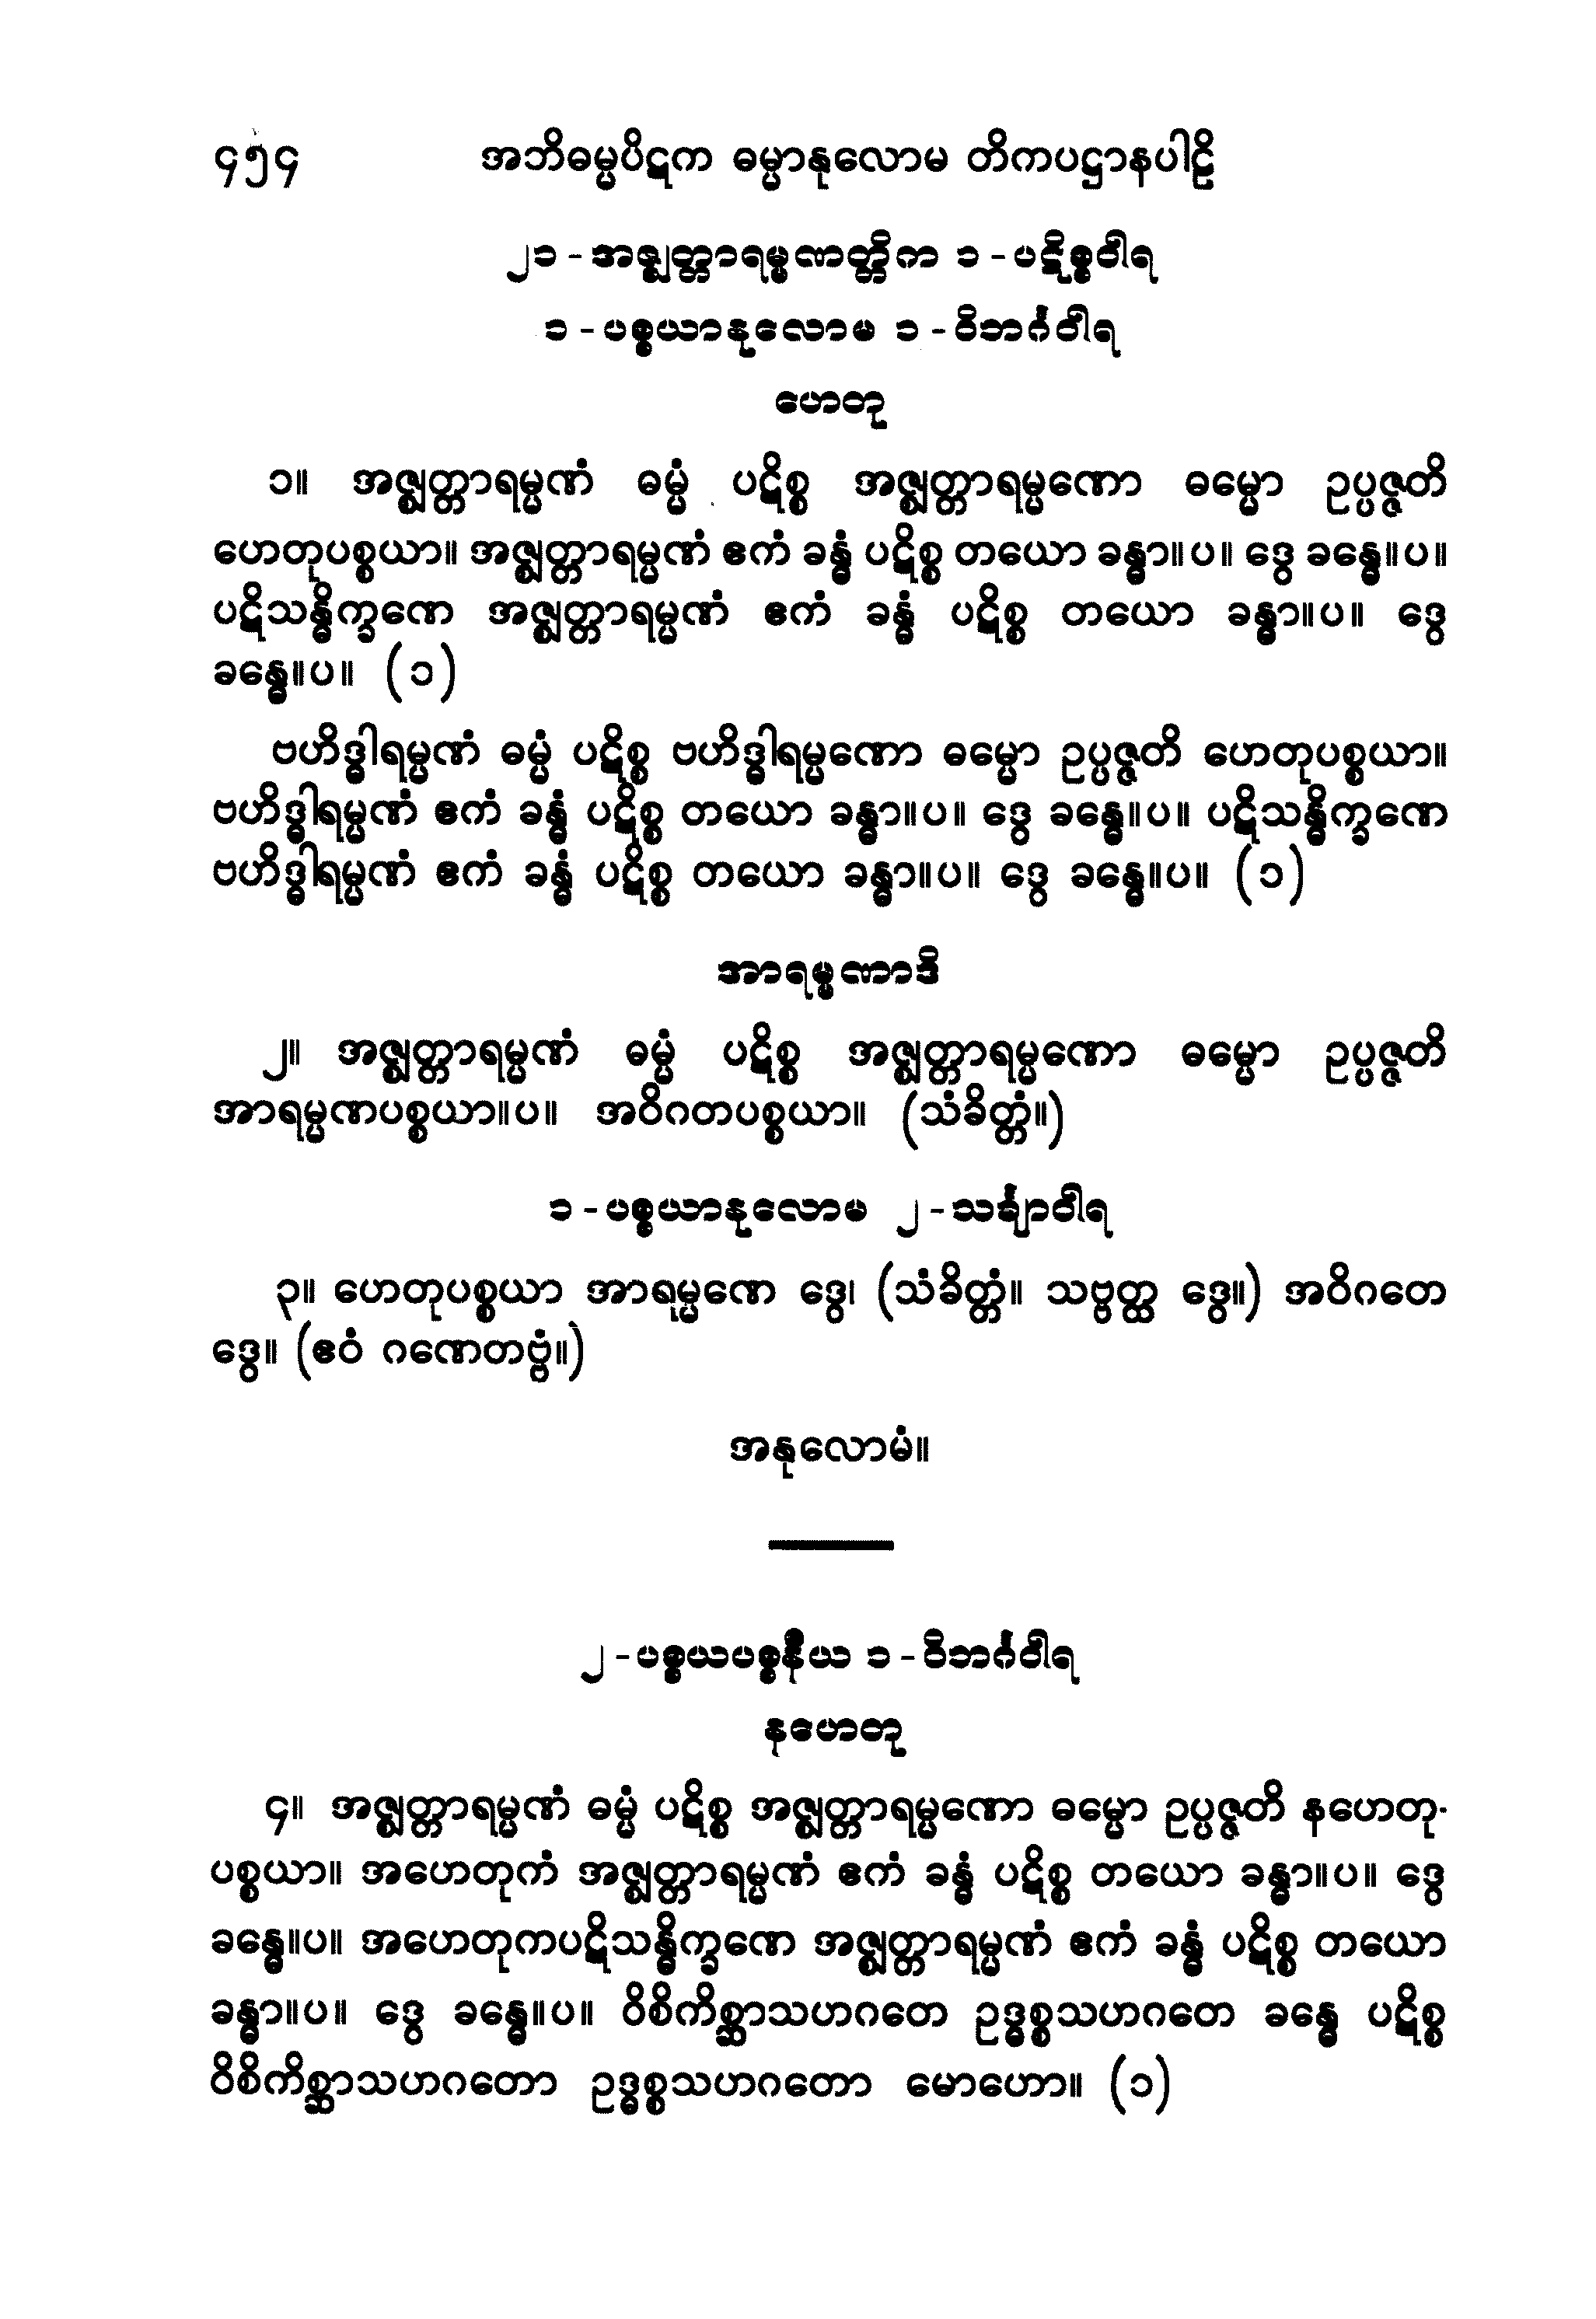 ၄၅၄ အဘိဓမ္မပိဋက ဓမ္မာနုလောမ တိကပဋ္ဌာနပါဠိ
၂၁-အဇ္ဈတ္တာရမ္မဏတ္တိက ၁-ပဋိစ္စဝါရ
၁-ပစ္စယာနုလောမ ၁-ဝိဘင်္ဂဝါရ
ဟေတု
၁။ အဇ္ဈတ္တာရမ္မဏံ ဓမ္မံ ပဋိစ္စ အဇ္ဈတ္တာရမ္မဏော ဓမ္မော ဥပ္ပဇ္ဇတိ
ဟေတုပစ္စယာ။ အဇ္ဈတ္တာရမ္မဏံ ဧကံ ခန္ဓံ ပဋိစ္စ တယော ခန္ဓာ။ပ။ ဒွေ ခန္ဓေ။ပ။
ပဋိသန္ဓိက္ခဏေ အဇ္ဈတ္တာရမ္မဏံ ဧကံ ခန္ဓံ ပဋိစ္စ တယော ခန္ဓာ။ပ။ ဒွေ
ခန္ဓေ။ပ။ (၁)
ဗဟိဒ္ဓါရမ္မဏံ ဓမ္မံ ပဋိစ္စ ဗဟိဒ္ဓါရမ္မဏော ဓမ္မော ဥပ္ပဇ္ဇတိ ဟေတုပစ္စယာ။
ဗဟိဒ္ဓါရမ္မဏံ ဧကံ ခန္ဓံ ပဋိစ္စ တယော ခန္ဓာ။ပ။ ဒွေ ခန္ဓေ။ပ။ ပဋိသန္ဓိက္ခဏေ
ဗဟိဒ္ဓါရမ္မဏံ ဧကံ ခန္ဓံ ပဋိစ္စ တယော ခန္ဓာ။ပ။ ဒွေ ခန္ဓေ။ပ။ (၁)
အာရမ္မဏာဒိ
၂။ အဇ္ဈတ္တာရမ္မဏံ ဓမ္မံ ပဋိစ္စ အဇ္ဈတ္တာရမ္မဏော ဓမ္မော ဥပ္ပဇ္ဇတိ
အာရမ္မဏပစ္စယာ။ပ။ အဝိဂတပစ္စယာ။ (သံခိတ္တံ။)
၁-ပစ္စယာနုလောမ ၂-သင်္ချာဝါရ
၃။ ဟေတုပစ္စယာ အာရမ္မဏေ ဒွေ၊ (သံခိတ္တံ။ သဗ္ဗတ္ထ ဒွေ။) အဝိဂတေ
ဒွေ။ (ဧဝံ ဂဏေတဗ္ဗံ။)
အနုလောမံ။
၂-ပစ္စယပစ္စနီယ ၁-ဝိဘင်္ဂဝါရ
နဟေတု
၄။ အဇ္ဈတ္တာရမ္မဏံ ဓမ္မံ ပဋိစ္စ အဇ္ဈတ္တာရမ္မဏော ဓမ္မော ဥပ္ပဇ္ဇတိ နဟေတု-
ပစ္စယာ။ အဟေတုကံ အဇ္ဈတ္တာရမ္မဏံ ဧကံ ခန္ဓံ ပဋိစ္စ တယော ခန္ဓာ။ပ။ ဒွေ
ခန္ဓေ။ပ။ အဟေတုကပဋိသန္ဓိက္ခဏေ အဇ္ဈတ္တာရမ္မဏံ ဧကံ ခန္ဓံ ပဋိစ္စ တယော
ခန္ဓာ။ပ။ ဒွေ ခန္ဓေ။ပ။ ဝိစိကိစ္ဆာသဟဂတေ ဥဒ္ဓစ္စသဟဂတေ ခန္ဓေ ပဋိစ္စ
ဝိစိကိစ္ဆာသဟဂတော ဥဒ္ဓစ္စသဟဂတော မောဟော။ (၁)